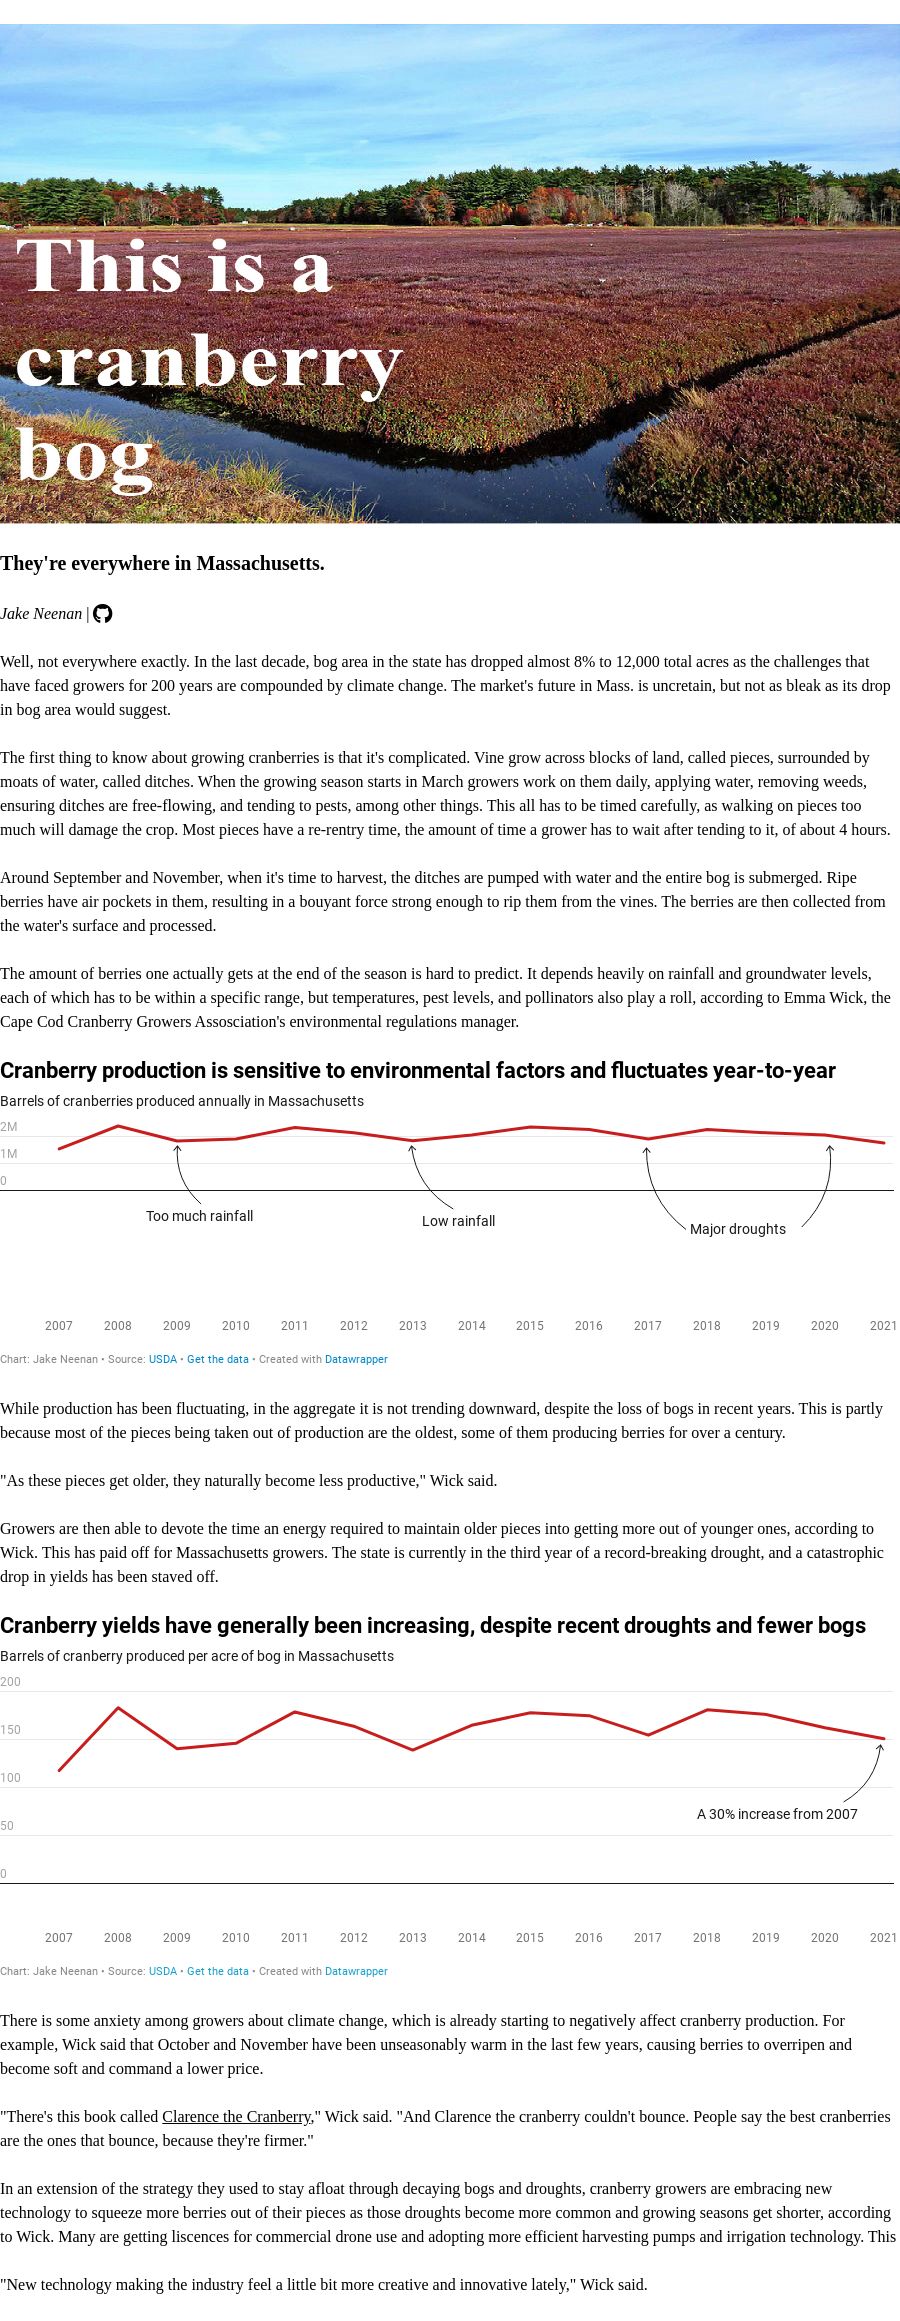 This is a
cranberry
bog
They're everywhere in Massachusetts.
Jake Neenan |
Well, not everywhere exactly. In the last decade, bog area in the state has dropped almost 8% to 12,000 total acres as the challenges that
have faced growers for 200 years are compounded by climate change. The market's future in Mass. is uncretain, but not as bleak as its drop
in bog area would suggest.
The first thing to know about growing cranberries is that it's complicated. Vine grow across blocks of land, called pieces, surrounded by
moats of water, called ditches. When the growing season starts in March growers work on them daily, applying water, removing weeds,
ensuring ditches are free-flowing, and tending to pests, among other things. This all has to be timed carefully, as walking on pieces too
much will damage the crop. Most pieces have a re-rentry time, the amount of time a grower has to wait after tending to it, of about 4 hours.
Around September and November, when it's time to harvest, the ditches are pumped with water and the entire bog is submerged. Ripe
berries have air pockets in them, resulting in a bouyant force strong enough to rip them from the vines. The berries are then collected from
the water's surface and processed.
The amount of berries one actually gets at the end of the season is hard to predict. It depends heavily on rainfall and groundwater levels,
each of which has to be within a specific range, but temperatures, pest levels, and pollinators also play a roll, according to Emma Wick, the
Cape Cod Cranberry Growers Assosciation's environmental regulations manager.
Cranberry production is sensitive to environmental factors and fluctuates year-to-year
Barrels of cranberries produced annually in Massachusetts
2M
1M
0
Too much rainfall
Low rainfall
Major droughts
2007 2008 2009 2010 2011 2012 2013 2014 2015 2016 2017 2018 2019 2020 2021
Chart: Jake Neenan • Source: USDA • Get the data • Created with Datawrapper
While production has been fluctuating, in the aggregate it is not trending downward, despite the loss of bogs in recent years. This is partly
because most of the pieces being taken out of production are the oldest, some of them producing berries for over a century.
"As these pieces get older, they naturally become less productive," Wick said.
Growers are then able to devote the time an energy required to maintain older pieces into getting more out of younger ones, according to
Wick. This has paid off for Massachusetts growers. The state is currently in the third year of a record-breaking drought, and a catastrophic
drop in yields has been staved off.
Cranberry yields have generally been increasing, despite recent droughts and fewer bogs
Barrels of cranberry produced per acre of bog in Massachusetts
200
150
100
50
0
A 30% increase from 2007
2007 2008 2009 2010 2011 2012 2013 2014 2015 2016 2017 2018 2019 2020 2021
Chart: Jake Neenan • Source: USDA • Get the data • Created with Datawrapper
There is some anxiety among growers about climate change, which is already starting to negatively affect cranberry production. For
example, Wick said that October and November have been unseasonably warm in the last few years, causing berries to overripen and
become soft and command a lower price.
"There's this book called Clarence the Cranberry," Wick said. "And Clarence the cranberry couldn't bounce. People say the best cranberries
are the ones that bounce, because they're firmer."
In an extension of the strategy they used to stay afloat through decaying bogs and droughts, cranberry growers are embracing new
technology to squeeze more berries out of their pieces as those droughts become more common and growing seasons get shorter, according
to Wick. Many are getting liscences for commercial drone use and adopting more efficient harvesting pumps and irrigation technology. This
"New technology making the industry feel a little bit more creative and innovative lately," Wick said.